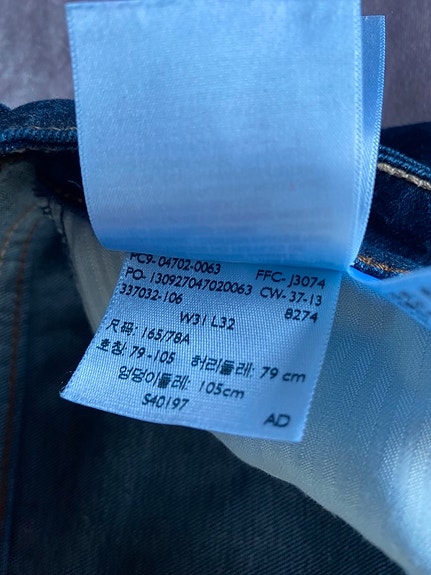 PC9- 04702-0063 FFC- J3074
PO- 130927047020063 CW- 37-13
337032-106 8274
W31 L32
尺码: 165/78A
호칭: 79 -105 허리둘레: 79 cm
엉덩이둘레: 105cm
S40197 AD